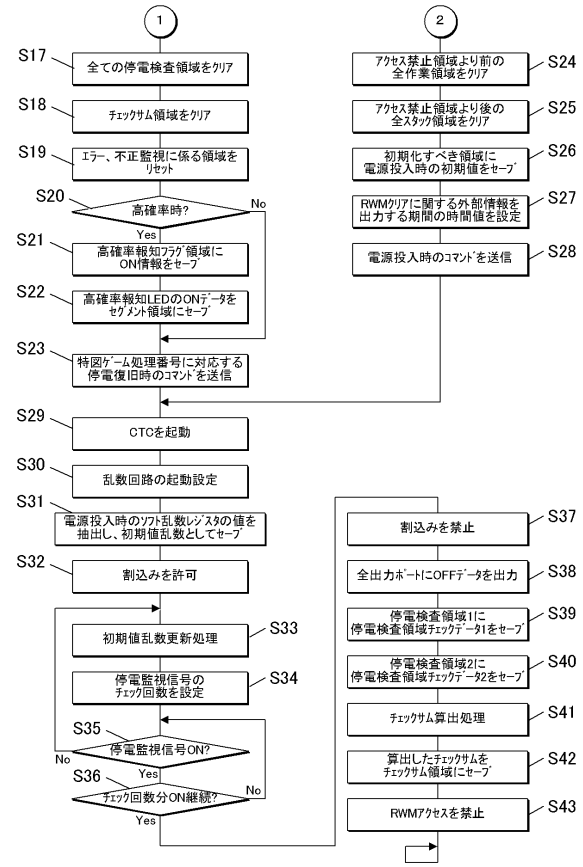 1
S17
全ての停電検査領域をクリア
S18
チェックサム領域をクリア
S19
エラー、不正監視に係る領域を
リセット
S20
高確率時?
No
Yes
S21
高確率報知フラグ領域に
ON情報をセーブ
S22
高確率報知LEDのONデータを
セグメント領域にセーブ
S23
特図ゲーム処理番号に対応する
停電復旧時のコマンドを送信
2
アクセス禁止領域より前の
全作業領域をクリア
S24
アクセス禁止領域より後の
全スタック領域をクリア
S25
初期化すべき領域に
電源投入時の初期値をセーブ
S26
RWMクリアに関する外部情報を
出力する期間の時間値を設定
S27
電源投入時のコマンドを送信
S28
S29
CTCを起動
S30
乱数回路の起動設定
S31
電源投入時のソフト乱数レジスタの値を
抽出し、初期値乱数としてセーブ
S32
割込みを許可
初期値乱数更新処理
S33
停電監視信号の
チェック回数を設定
S34
S35
停電監視信号ON?
No
Yes
S36
チェック回数分ON継続?
No
Yes
割込みを禁止
S37
全出力ポートにOFFデータを出力
S38
停電検査領域1に
停電検査領域チェックデータ1をセーブ
S39
停電検査領域2に
停電検査領域チェックデータ2をセーブ
S40
チェックサム算出処理
S41
算出したチェックサムを
チェックサム領域にセーブ
S42
RWMアクセスを禁止
S43